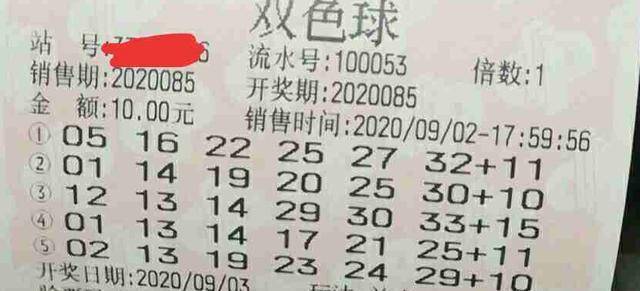 双色球
站 号: 流水号:100053 倍数:1
销售期:2020085 开奖期:2020085
金 额:10.00元 销售时间:2020/09/02-17:59:56
① 05 16 22 25 27 32+11
② 01 14 19 20 25 30+10
③ 12 13 14 29 30 33+15
④ 01 13 14 17 21 25+11
⑤ 02 13 19 23 24 29+10
开奖日期:2020/09/03